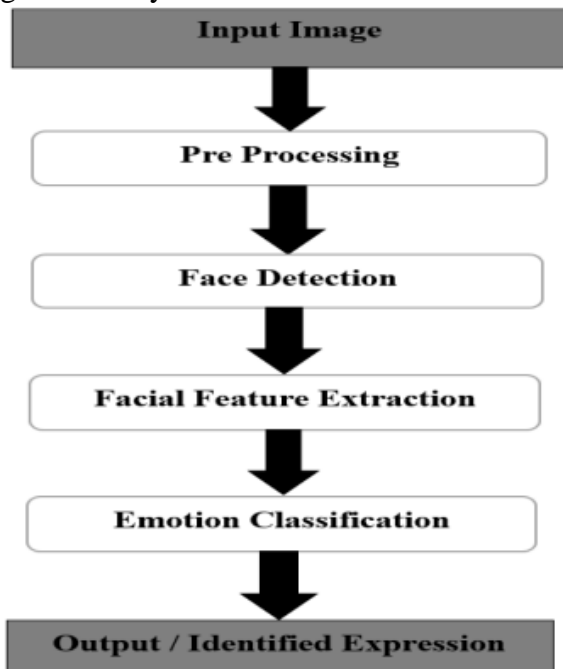 Input Image
Pre Processing
Face Detection
Facial Feature Extraction
Emotion Classification
Output / Identified Expression